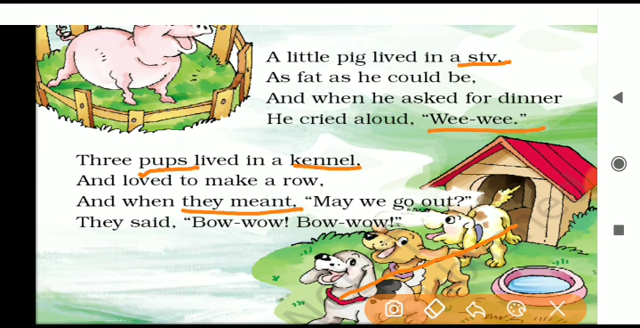 A little pig lived in a sty,
As fat as he could be,
And when he asked for dinner
He cried aloud, “Wee-wee.”
Three pups lived in a kennel,
And loved to make a row,
And when they meant, “May we go out?”
They said, “Bow-wow! Bow-wow!”